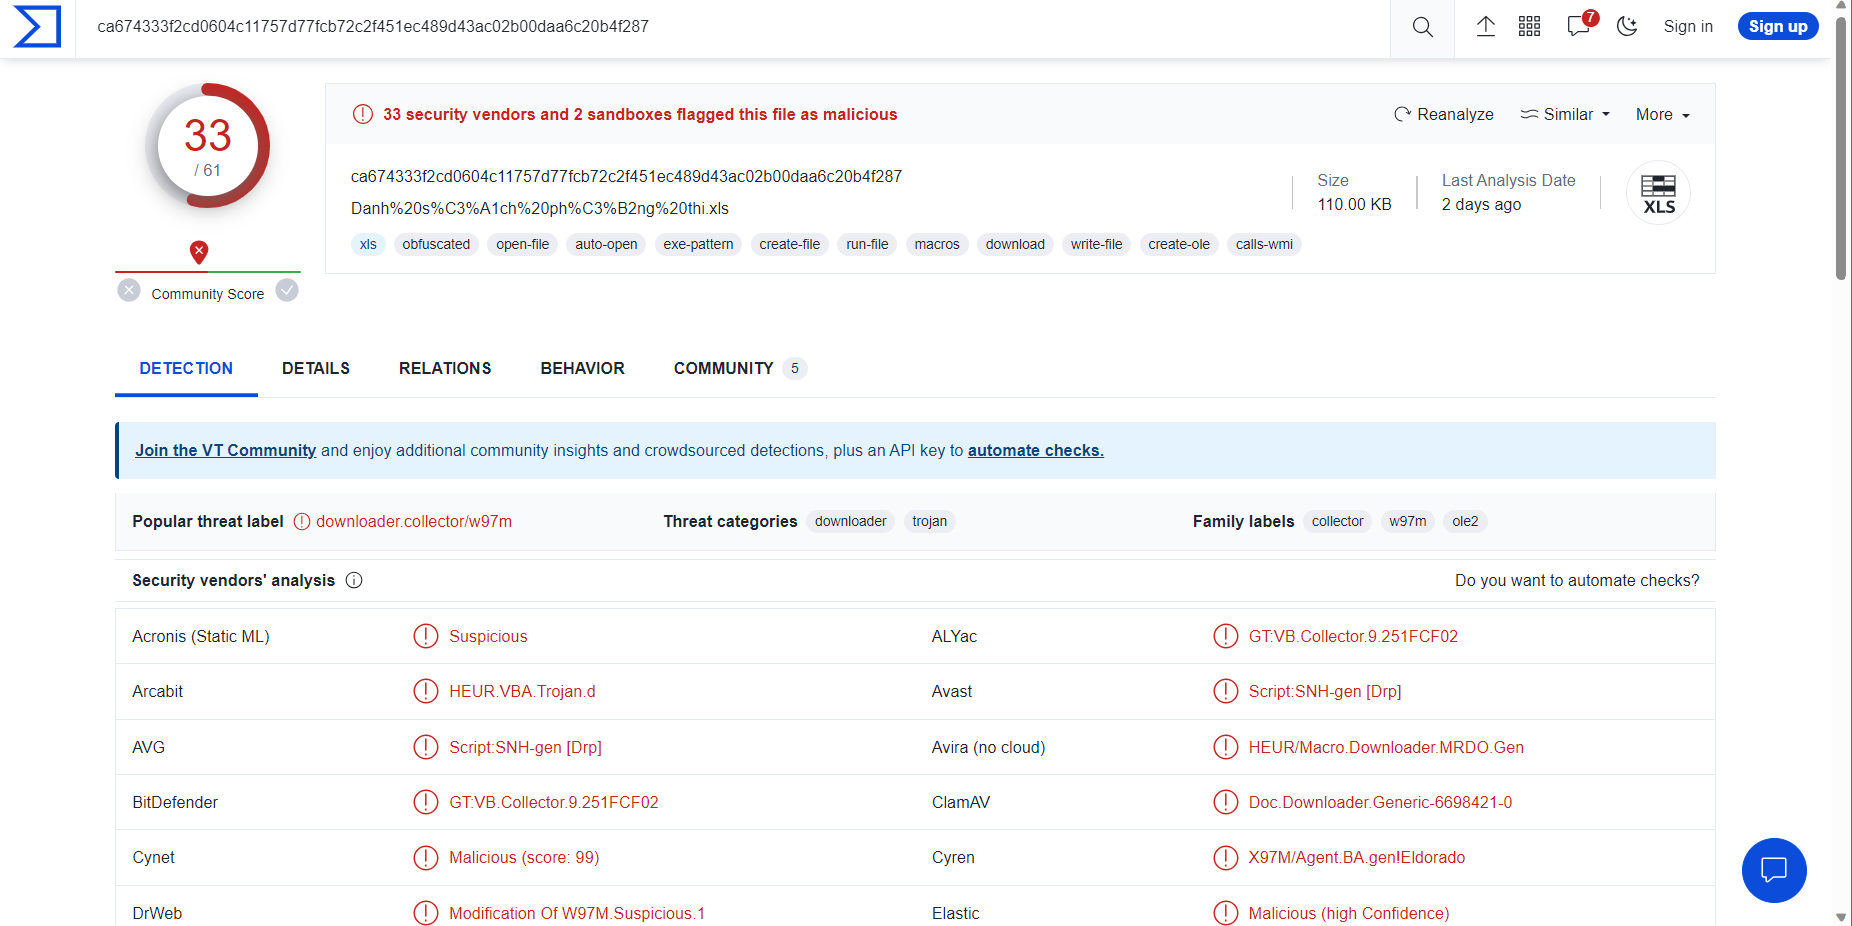 ca674333f2cd0604c11757d77fcb72c2f451ec489d43ac02b00daa6c20b4f287
7
Sign in
Sign up
33
/ 61
Community Score
33 security vendors and 2 sandboxes flagged this file as malicious
Reanalyze
Similar
More
ca674333f2cd0604c11757d77fcb72c2f451ec489d43ac02b00daa6c20b4f287
Danh%20s%C3%A1ch%20ph%C3%B2ng%20thi.xls
Size
110.00 KB
Last Analysis Date
2 days ago
XLS
xls obfuscated open-file auto-open exe-pattern create-file run-file macros download write-file create-ole calls-wmi
DETECTION DETAILS RELATIONS BEHAVIOR COMMUNITY 5
Join the VT Community and enjoy additional community insights and crowdsourced detections, plus an API key to automate checks.
Popular threat label downloader.collector/w97m Threat categories downloader trojan Family labels collector w97m ole2
Security vendors' analysis Do you want to automate checks?
Acronis (Static ML) Suspicious ALYac GT:VB.Collector.9.251FCF02
Arcabit HEUR.VBA.Trojan.d Avast Script:SNH-gen [Drp]
AVG Script:SNH-gen [Drp] Avira (no cloud) HEUR/Macro.Downloader.MRDO.Gen
BitDefender GT:VB.Collector.9.251FCF02 ClamAV Doc.Downloader.Generic-6698421-0
Cynet Malicious (score: 99) Cyren X97M/Agent.BA.gen!Eldorado
DrWeb Modification Of W97M.Suspicious.1 Elastic Malicious (high Confidence)